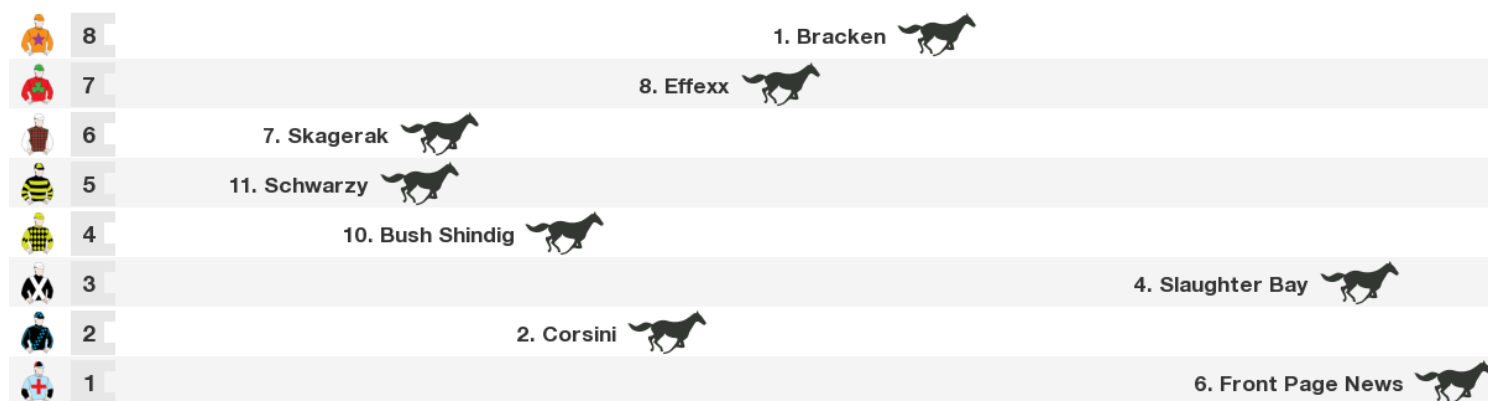 8 1. Bracken
7 8. Effexx
6 7. Skagerak
5 11. Schwarzy
4 10. Bush Shindig
3 4. Slaughter Bay
2 2. Corsini
1 6. Front Page News